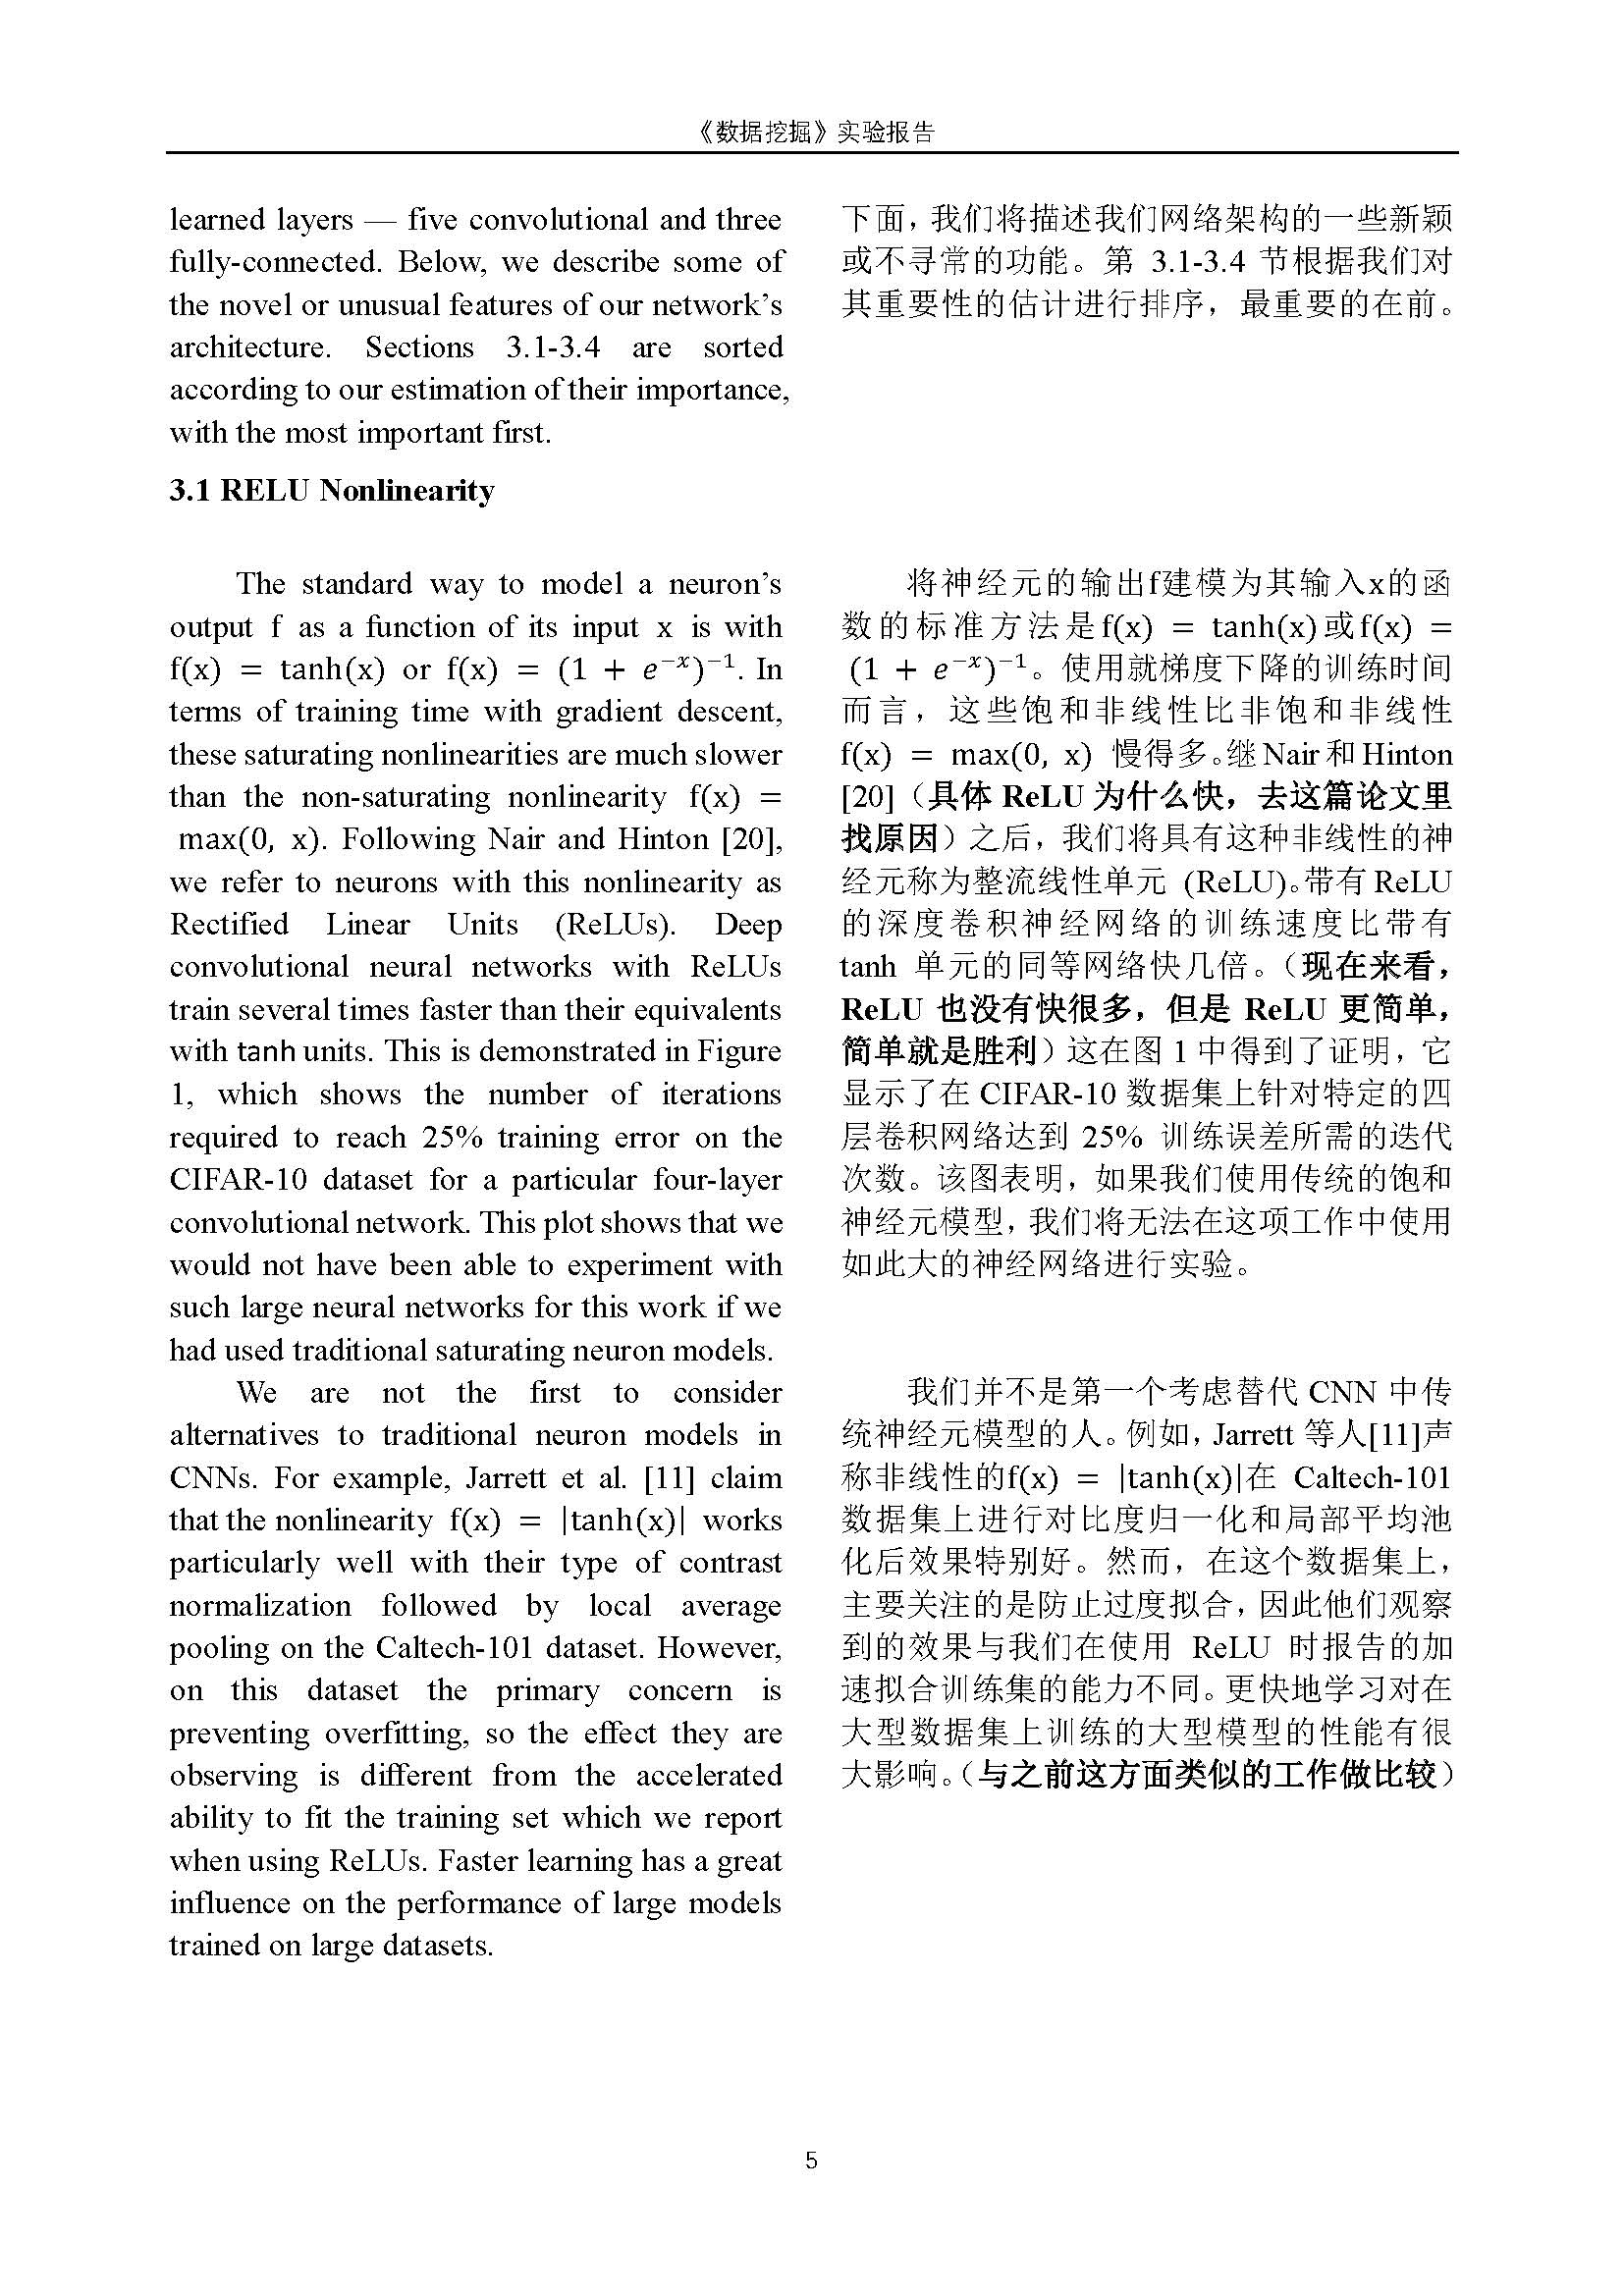 《数据挖掘》实验报告
learned layers — five convolutional and three
fully-connected. Below, we describe some of
the novel or unusual features of our network’s
architecture. Sections 3.1-3.4 are sorted
according to our estimation of their importance,
with the most important first.
3.1 RELU Nonlinearity
The standard way to model a neuron’s
output f as a function of its input x is with
f(x) = tanh(x) or f(x) = (1 + e⁻ˣ)⁻¹. In
terms of training time with gradient descent,
these saturating nonlinearities are much slower
than the non-saturating nonlinearity f(x) =
max(0, x). Following Nair and Hinton [20],
we refer to neurons with this nonlinearity as
Rectified Linear Units (ReLUs). Deep
convolutional neural networks with ReLUs
train several times faster than their equivalents
with tanh units. This is demonstrated in Figure
1, which shows the number of iterations
required to reach 25% training error on the
CIFAR-10 dataset for a particular four-layer
convolutional network. This plot shows that we
would not have been able to experiment with
such large neural networks for this work if we
had used traditional saturating neuron models.
We are not the first to consider
alternatives to traditional neuron models in
CNNs. For example, Jarrett et al. [11] claim
that the nonlinearity f(x) = |tanh(x)| works
particularly well with their type of contrast
normalization followed by local average
pooling on the Caltech-101 dataset. However,
on this dataset the primary concern is
preventing overfitting, so the effect they are
observing is different from the accelerated
ability to fit the training set which we report
when using ReLUs. Faster learning has a great
influence on the performance of large models
trained on large datasets.
下面，我们将描述我们网络架构的一些新颖
或不寻常的功能。第 3.1-3.4 节根据我们对
其重要性的估计进行排序，最重要的在前。
将神经元的输出f建模为其输入x的函
数的标准方法是f(x) = tanh(x)或f(x) =
(1 + e⁻ˣ)⁻¹。使用就梯度下降的训练时间
而言，这些饱和非线性比非饱和非线性
f(x) = max(0, x) 慢得多。继Nair和Hinton
[20]（具体 ReLU 为什么快，去这篇论文里
找原因）之后，我们将具有这种非线性的神
经元称为整流线性单元 (ReLU)。带有 ReLU
的深度卷积神经网络的训练速度比带有
tanh 单元的同等网络快几倍。（现在来看，
ReLU 也没有快很多，但是 ReLU 更简单，
简单就是胜利）这在图 1 中得到了证明，它
显示了在 CIFAR-10 数据集上针对特定的四
层卷积网络达到 25% 训练误差所需的迭代
次数。该图表明，如果我们使用传统的饱和
神经元模型，我们将无法在这项工作中使用
如此大的神经网络进行实验。
我们并不是第一个考虑替代 CNN 中传
统神经元模型的人。例如，Jarrett 等人[11]声
称非线性的f(x) = |tanh(x)|在 Caltech-101
数据集上进行对比度归一化和局部平均池
化后效果特别好。然而，在这个数据集上，
主要关注的是防止过度拟合，因此他们观察
到的效果与我们在使用 ReLU 时报告的加
速拟合训练集的能力不同。更快地学习对在
大型数据集上训练的大型模型的性能有很
大影响。（与之前这方面类似的工作做比较）
5